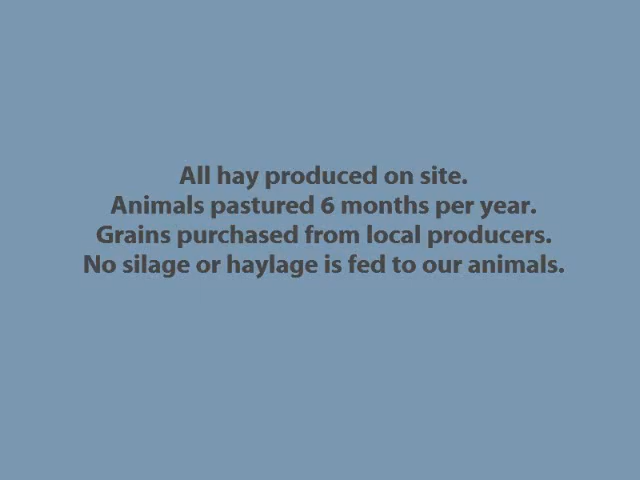 All hay produced on site.
Animals pastured 6 months per year.
Grains purchased from local producers.
No silage or haylage is fed to our animals.